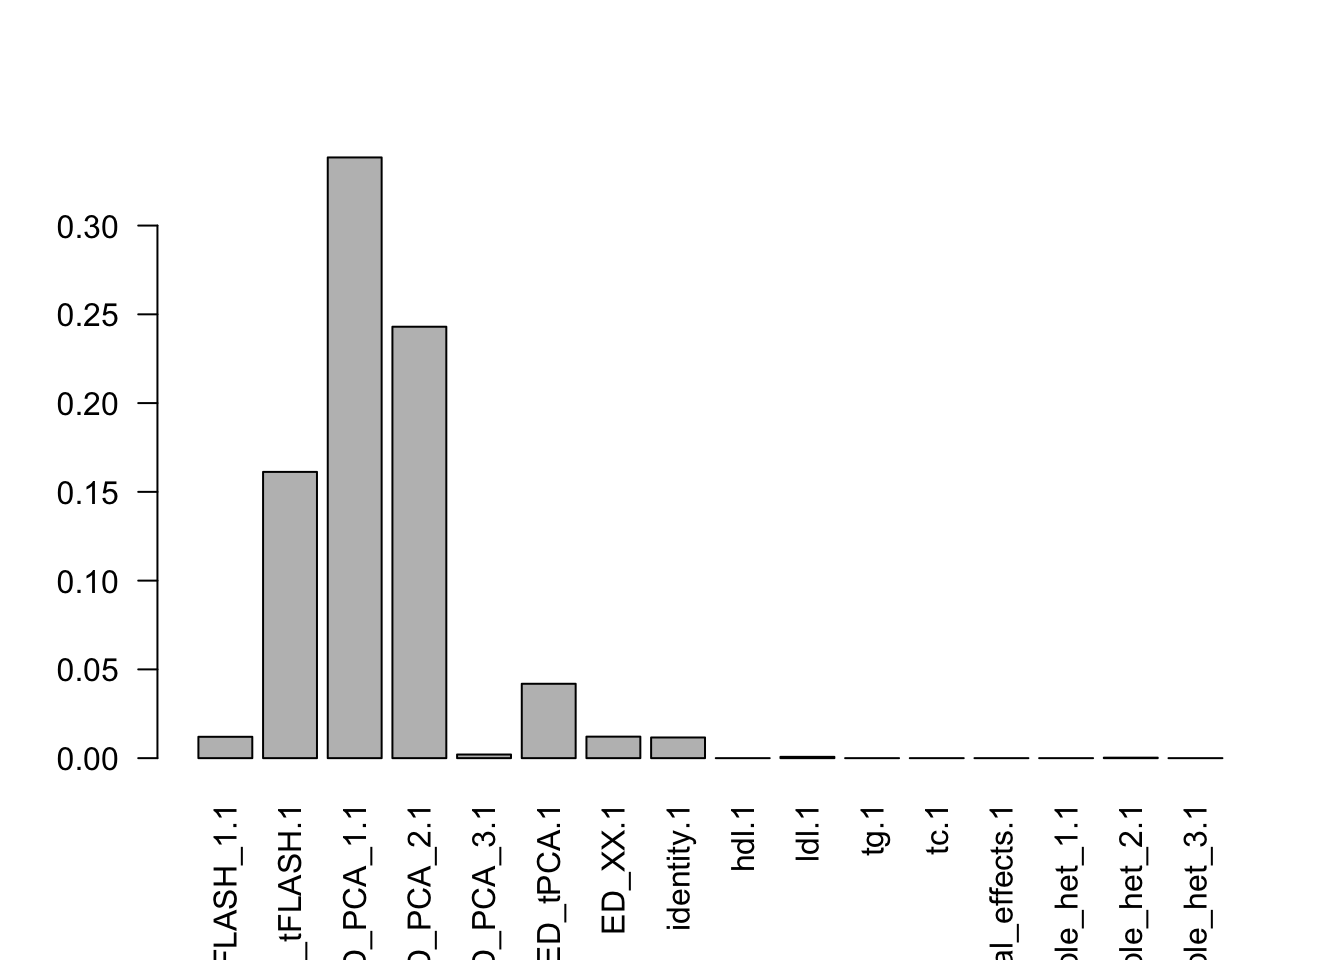 0.30
0.25
0.20
0.15
0.10
0.05
0.00
FLASH_1.1
_tFLASH.1
D_PCA_1.1
D_PCA_2.1
D_PCA_3.1
ED_tPCA.1
ED_XX.1
identity.1
hdl.1
ldl.1
tg.1
tc.1
al_effects.1
ple_het_1.1
ple_het_2.1
ple_het_3.1